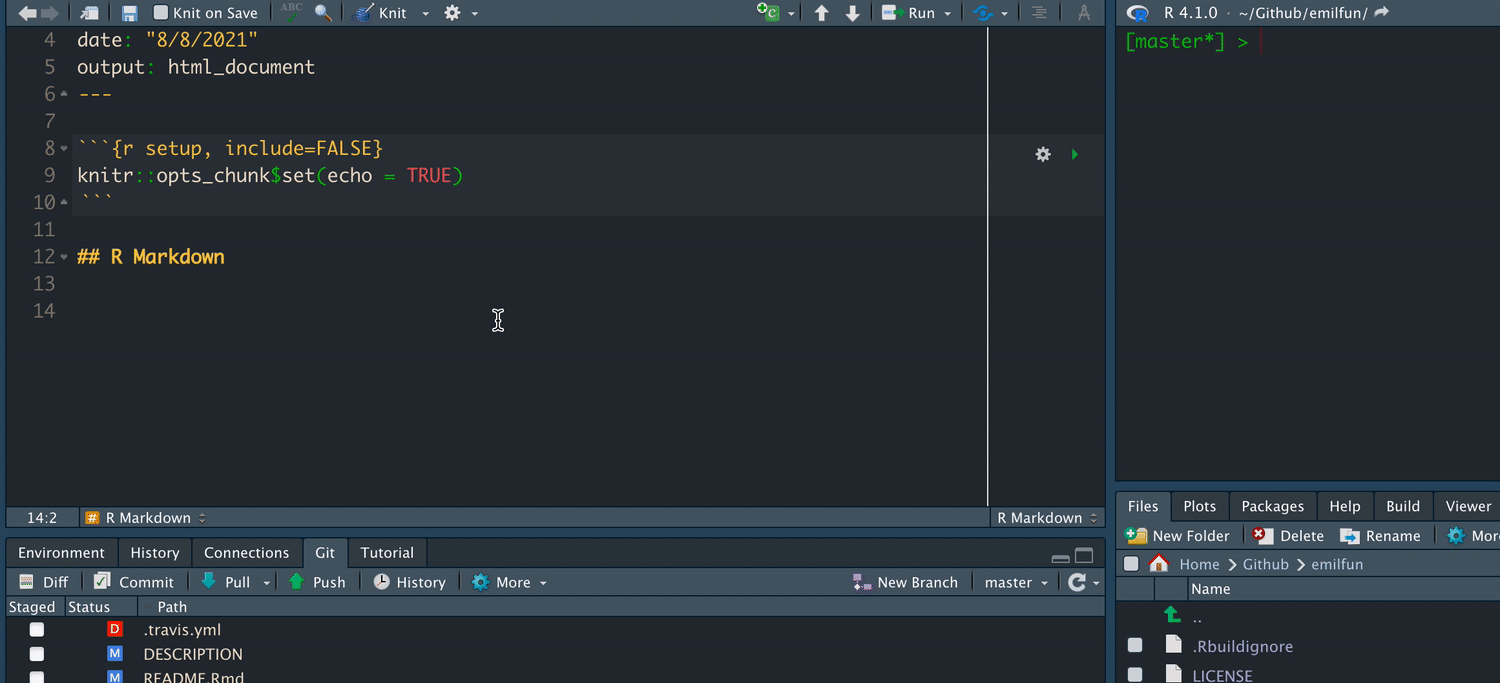 Knit on Save ABC Knit Run
4 date: "8/8/2021"
5 output: html_document
6 ---
7
8 ```{r setup, include=FALSE}
9 knitr::opts_chunk$set(echo = TRUE)
10 ```
11
12 ## R Markdown
13
14
14:2 # R Markdown R Markdown
R 4.1.0 · ~/Github/emilfun/
[master*] >
Environment History Connections Git Tutorial
Diff Commit Pull Push History More New Branch master
Staged Status Path
D .travis.yml
M DESCRIPTION
M README.Rmd
Files Plots Packages Help Build Viewer
New Folder Delete Rename More
Home Github emilfun
Name
..
.Rbuildignore
LICENSE